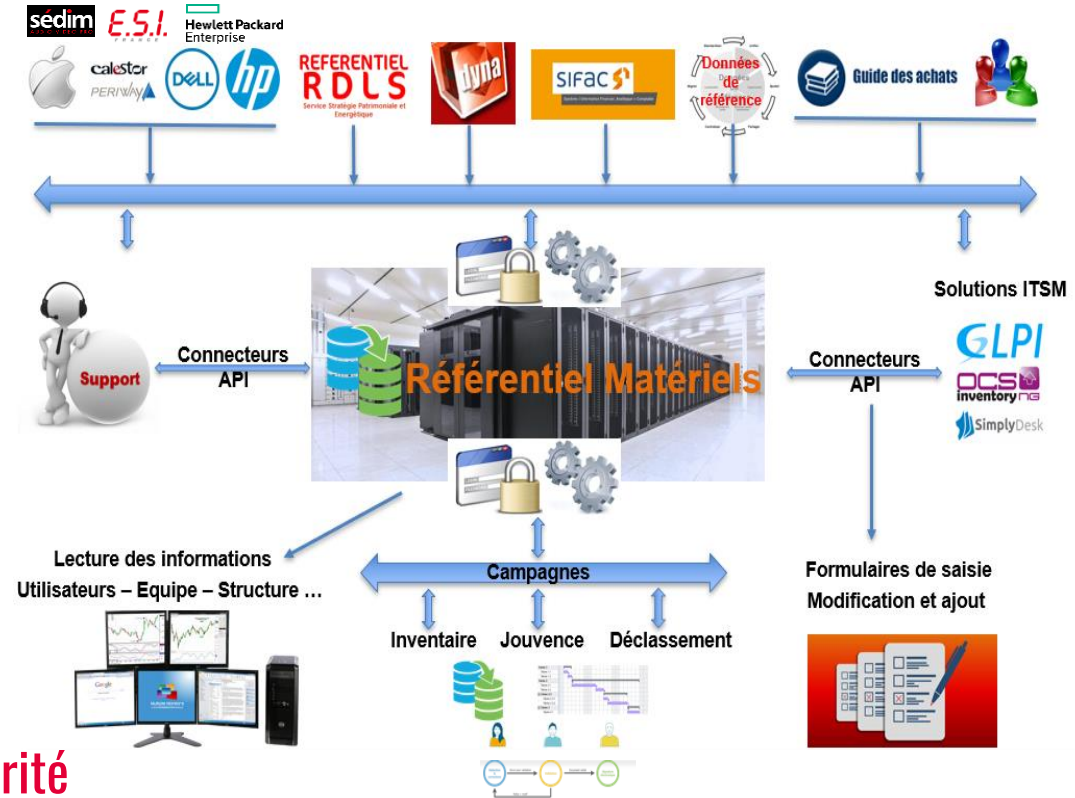 sédim
E.S.I.
FRANCE
Hewlett Packard
Enterprise
calestor
PERIWAY
DELL
hp
REFERENTIEL
RDLS
Service Stratégie Patrimoniale et
Energétique
dyna
SIFAC
Données
de
référence
Guide des achats
Solutions ITSM
Connecteurs
API
Support
Référentiel Matériels
Connecteurs
API
GLPI
OCS
inventory NG
SimplyDesk
Lecture des informations
Utilisateurs – Equipe – Structure ...
Campagnes
Formulaires de saisie
Modification et ajout
Inventaire Jouvence Déclassement
Google
rité